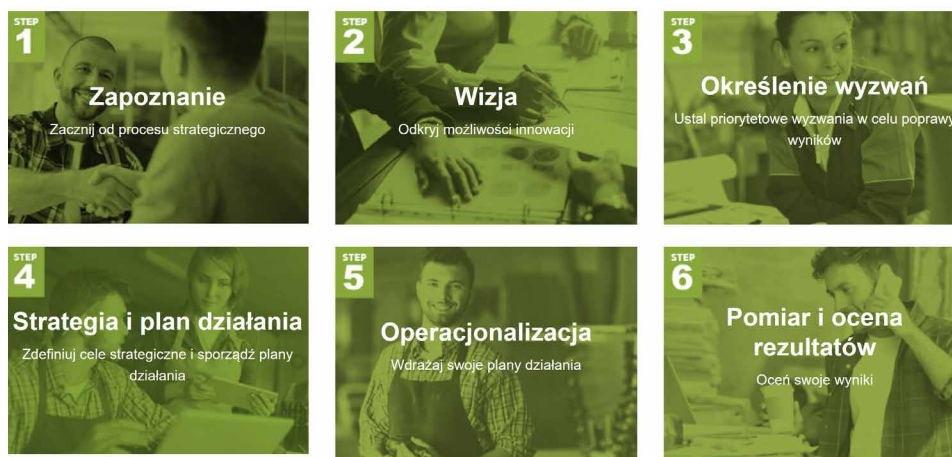 STEP
1
Zapoznanie
Zacznij od procesu strategicznego
STEP
2
Wizja
Odkryj możliwości innowacji
STEP
3
Określenie wyzwań
Ustal priorytetowe wyzwania w celu poprawy
wyników
STEP
4
Strategia i plan działania
Zdefiniuj cele strategiczne i sporządź plany
działania
STEP
5
Operacjonalizacja
Wdrażaj swoje plany działania
STEP
6
Pomiar i ocena
rezultatów
Oceń swoje wyniki